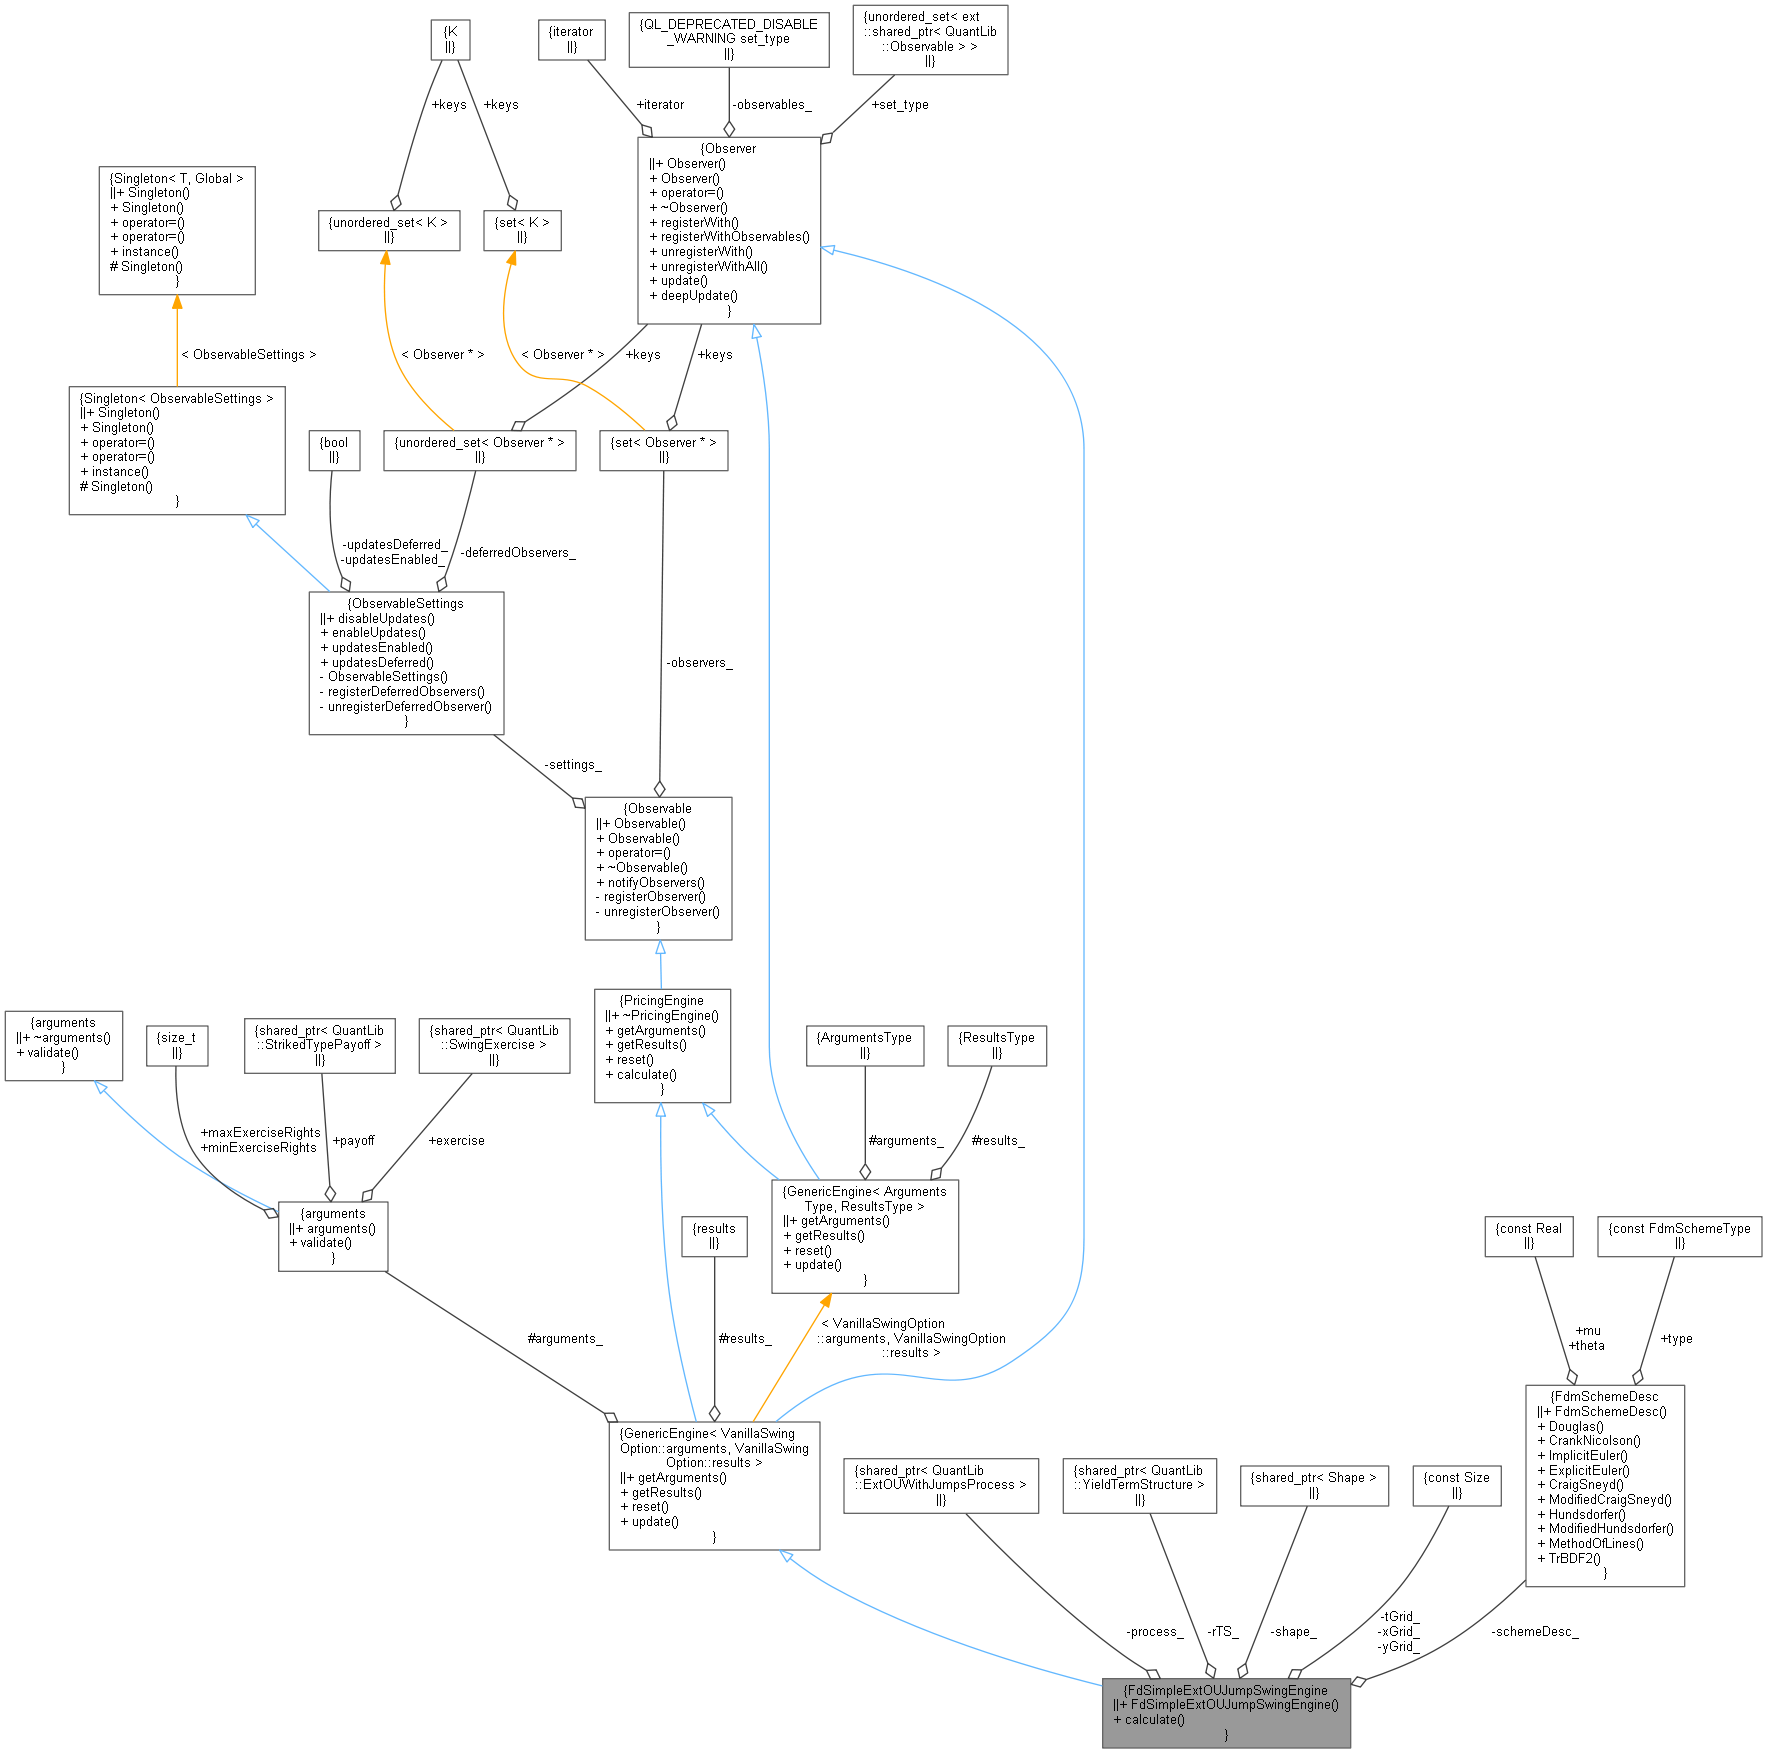 {K
||}
{iterator
||}
{QL_DEPRECATED_DISABLE
_WARNING set_type
||}
{unordered_set< ext
::shared_ptr< QuantLib
::Observable > >
||}
+keys
+keys
+iterator
-observables_
+set_type
{Singleton< T, Global >
||+ Singleton()
+ Singleton()
+ operator=()
+ operator=()
+ instance()
# Singleton()
}
{unordered_set< K >
||}
{set< K >
||}
{Observer
||+ Observer()
+ Observer()
+ operator=()
+ ~Observer()
+ registerWith()
+ registerWithObservables()
+ unregisterWith()
+ unregisterWithAll()
+ update()
+ deepUpdate()
}
< ObservableSettings >
< Observer * >
< Observer * >
+keys
+keys
{Singleton< ObservableSettings >
||+ Singleton()
+ Singleton()
+ operator=()
+ operator=()
+ instance()
# Singleton()
}
{bool
||}
{unordered_set< Observer * >
||}
{set< Observer * >
||}
-updatesDeferred_
-updatesEnabled_
-deferredObservers_
{ObservableSettings
||+ disableUpdates()
+ enableUpdates()
+ updatesEnabled()
+ updatesDeferred()
- ObservableSettings()
- registerDeferredObservers()
- unregisterDeferredObserver()
}
-observers_
-settings_
{Observable
||+ Observable()
+ Observable()
+ operator=()
+ ~Observable()
+ notifyObservers()
- registerObserver()
- unregisterObserver()
}
{arguments
||+ ~arguments()
+ validate()
}
{size_t
||}
{shared_ptr< QuantLib
::StrikedTypePayoff >
||}
{shared_ptr< QuantLib
::SwingExercise >
||}
{PricingEngine
||+ ~PricingEngine()
+ getArguments()
+ getResults()
+ reset()
+ calculate()
}
{ArgumentsType
||}
{ResultsType
||}
+maxExerciseRights
+minExerciseRights
+payoff
+exercise
#arguments_
#results_
{arguments
||+ arguments()
+ validate()
}
{results
||}
{GenericEngine< Arguments
Type, ResultsType >
||+ getArguments()
+ getResults()
+ reset()
+ update()
}
{const Real
||}
{const FdmSchemeType
||}
#arguments_
#results_
< VanillaSwingOption
::arguments, VanillaSwingOption
::results >
+mu
+theta
+type
{GenericEngine< VanillaSwing
Option::arguments, VanillaSwing
Option::results >
||+ getArguments()
+ getResults()
+ reset()
+ update()
}
{shared_ptr< QuantLib
::ExtOUWithJumpsProcess >
||}
{shared_ptr< QuantLib
::YieldTermStructure >
||}
{shared_ptr< Shape >
||}
{const Size
||}
{FdmSchemeDesc
||+ FdmSchemeDesc()
+ Douglas()
+ CrankNicolson()
+ ImplicitEuler()
+ ExplicitEuler()
+ CraigSneyd()
+ ModifiedCraigSneyd()
+ Hundsdorfer()
+ ModifiedHundsdorfer()
+ MethodOfLines()
+ TrBDF2()
}
-process_
-rTS_
-shape_
-tGrid_
-xGrid_
-yGrid_
-schemeDesc_
{FdSimpleExtOUJumpSwingEngine
||+ FdSimpleExtOUJumpSwingEngine()
+ calculate()
}